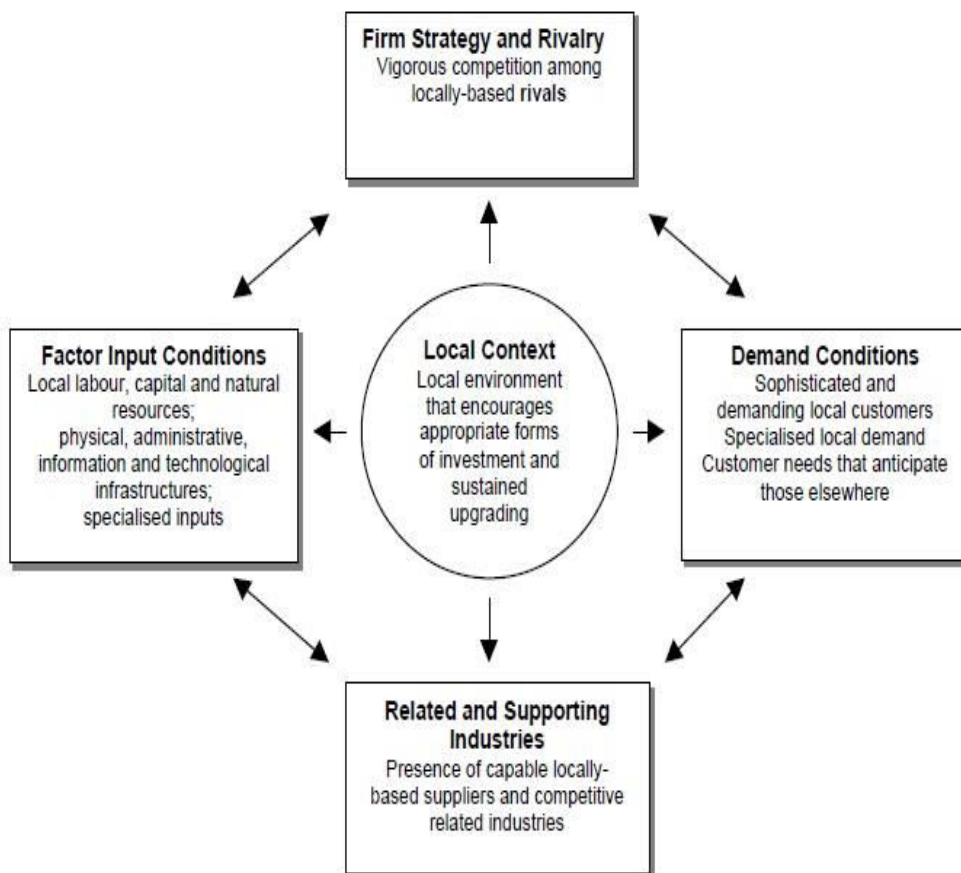 Firm Strategy and Rivalry
Vigorous competition among
locally-based rivals
Factor Input Conditions
Local labour, capital and natural
resources;
physical, administrative,
information and technological
infrastructures;
specialised inputs
Local Context
Local environment
that encourages
appropriate forms
of investment and
sustained
upgrading
Demand Conditions
Sophisticated and
demanding local customers
Specialised local demand
Customer needs that anticipate
those elsewhere
Related and Supporting
Industries
Presence of capable locally-
based suppliers and competitive
related industries